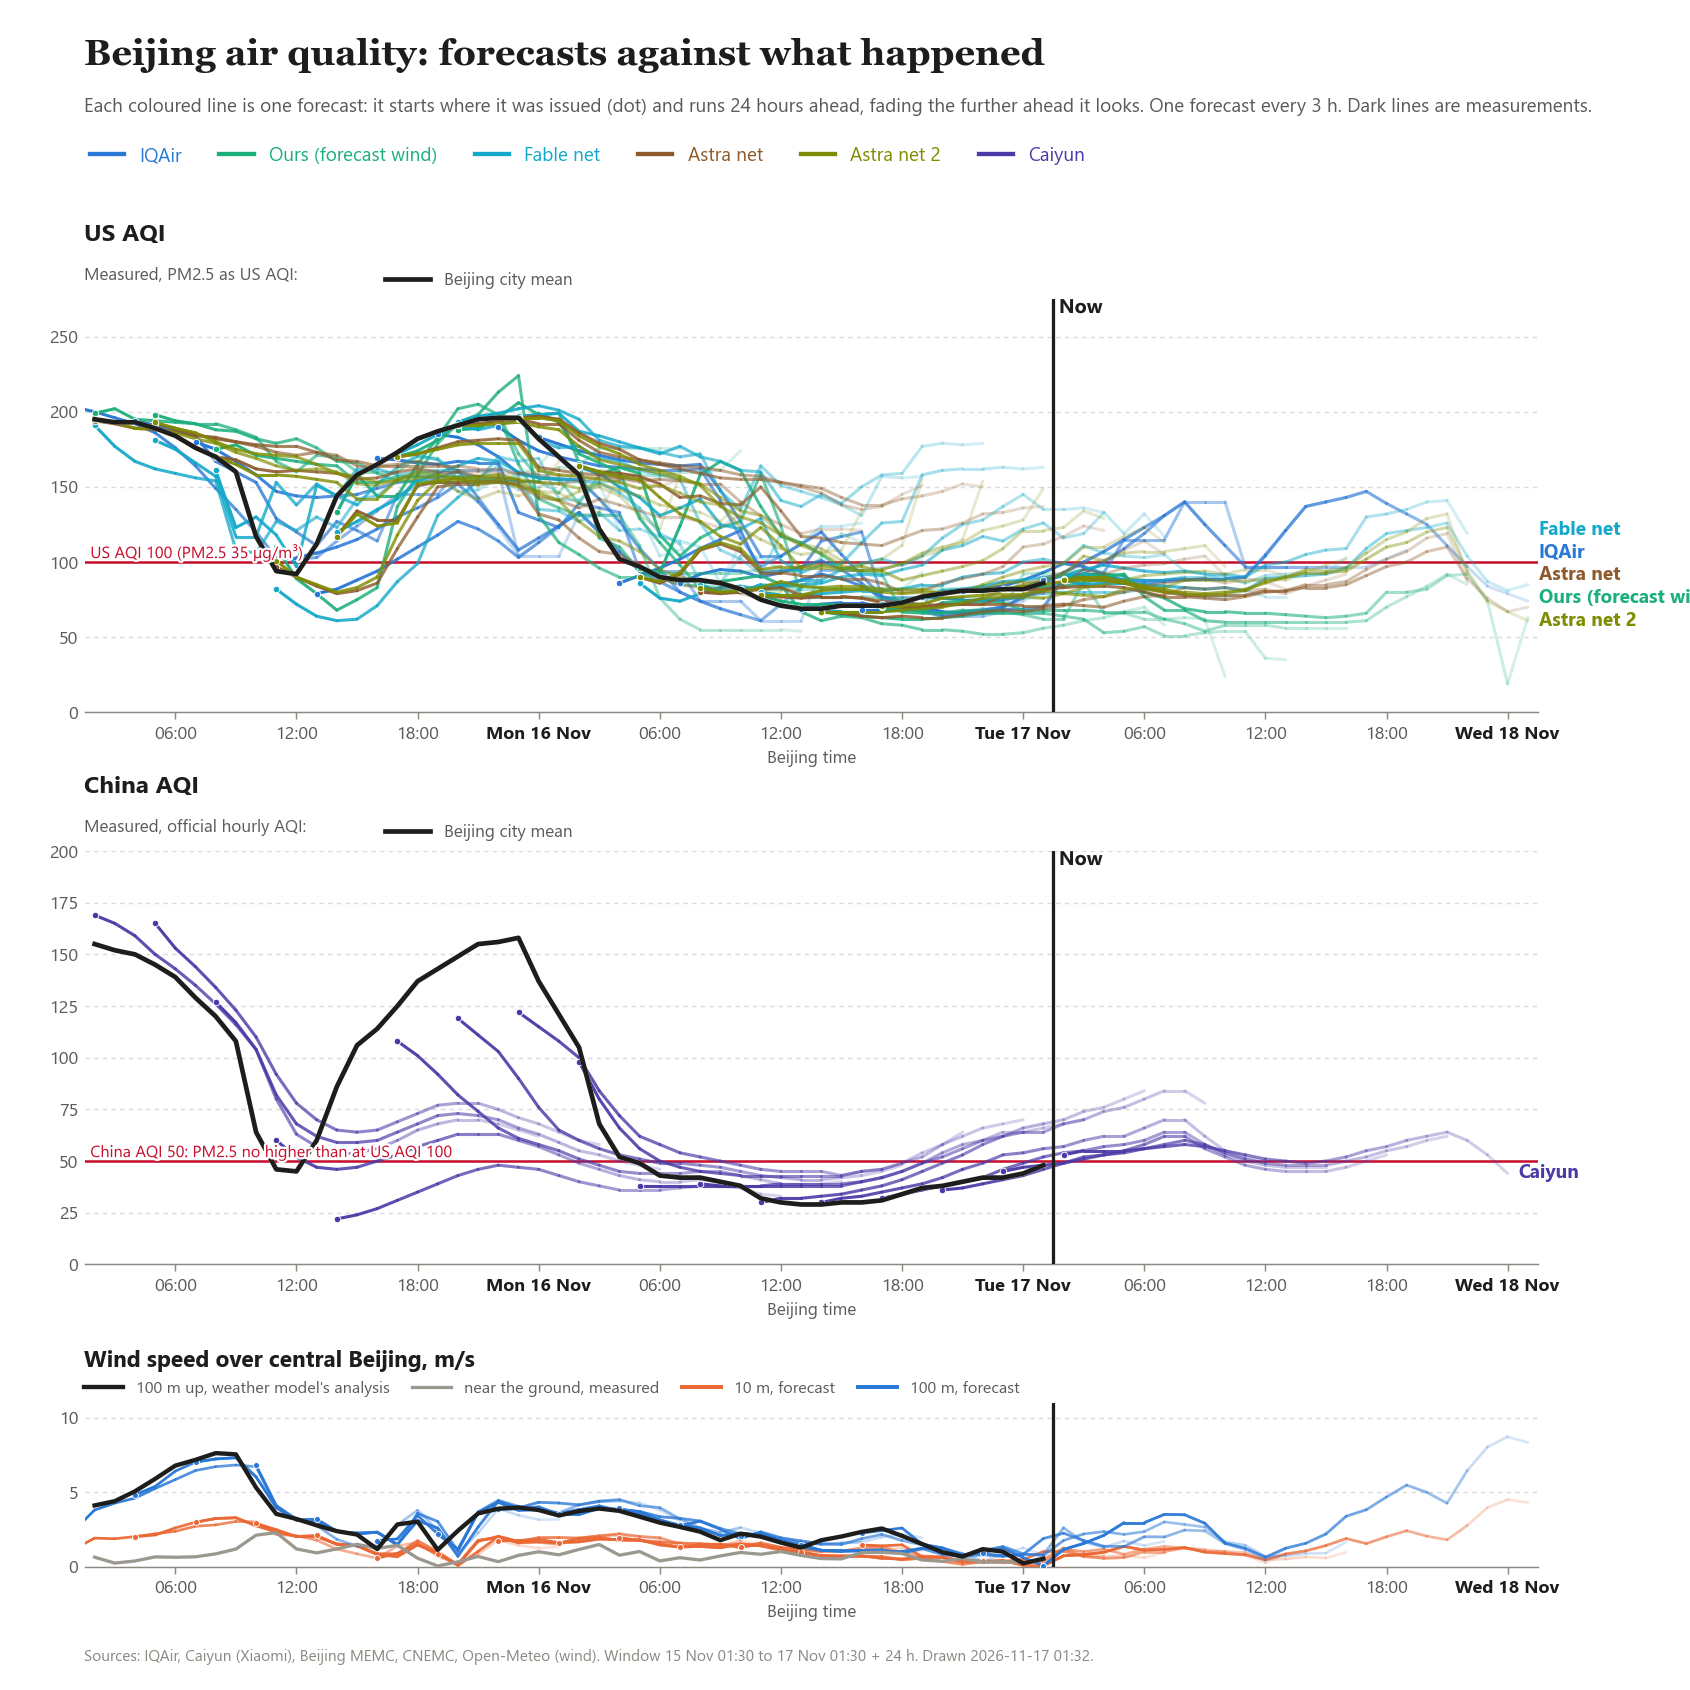 Beijing air quality: forecasts against what happened
Each coloured line is one forecast: it starts where it was issued (dot) and runs 24 hours ahead, fading the further ahead it looks. One forecast every 3 h. Dark lines are measurements.
IQAir Ours (forecast wind) Fable net Astra net Astra net 2 Caiyun
US AQI
Measured, PM2.5 as US AQI: Beijing city mean
Now
250
200
150
US AQI 100 (PM2.5 35 µg/m³)
100
50
0
Fable net
IQAir
Astra net
Ours (forecast wi
Astra net 2
06:00 12:00 18:00 Mon 16 Nov 06:00 12:00 18:00 Tue 17 Nov 06:00 12:00 18:00 Wed 18 Nov
Beijing time
China AQI
Measured, official hourly AQI: Beijing city mean
Now
200
175
150
125
100
75
China AQI 50: PM2.5 no higher than at US AQI 100
50
25
0
Caiyun
06:00 12:00 18:00 Mon 16 Nov 06:00 12:00 18:00 Tue 17 Nov 06:00 12:00 18:00 Wed 18 Nov
Beijing time
Wind speed over central Beijing, m/s
100 m up, weather model's analysis near the ground, measured 10 m, forecast 100 m, forecast
10
5
0
06:00 12:00 18:00 Mon 16 Nov 06:00 12:00 18:00 Tue 17 Nov 06:00 12:00 18:00 Wed 18 Nov
Beijing time
Sources: IQAir, Caiyun (Xiaomi), Beijing MEMC, CNEMC, Open-Meteo (wind). Window 15 Nov 01:30 to 17 Nov 01:30 + 24 h. Drawn 2026-11-17 01:32.